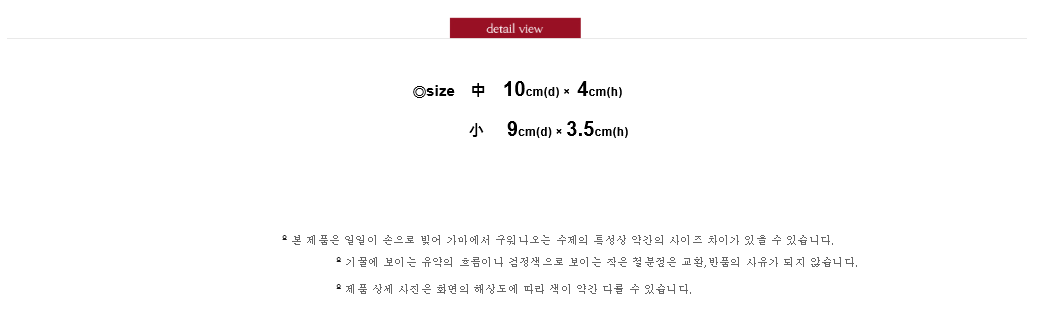 detail view
◎size 中 10cm(d) × 4cm(h)
小 9cm(d) × 3.5cm(h)
º 본 제품은 일일이 손으로 빚어 가마에서 구워나오는 수제의 특성상 약간의 사이즈 차이가 있을 수 있습니다.
º 기물에 보이는 유약의 흐름이나 검정색으로 보이는 작은 철분점은 교환,반품의 사유가 되지 않습니다.
º 제품 상세 사진은 화면의 해상도에 따라 색이 약간 다를 수 있습니다.